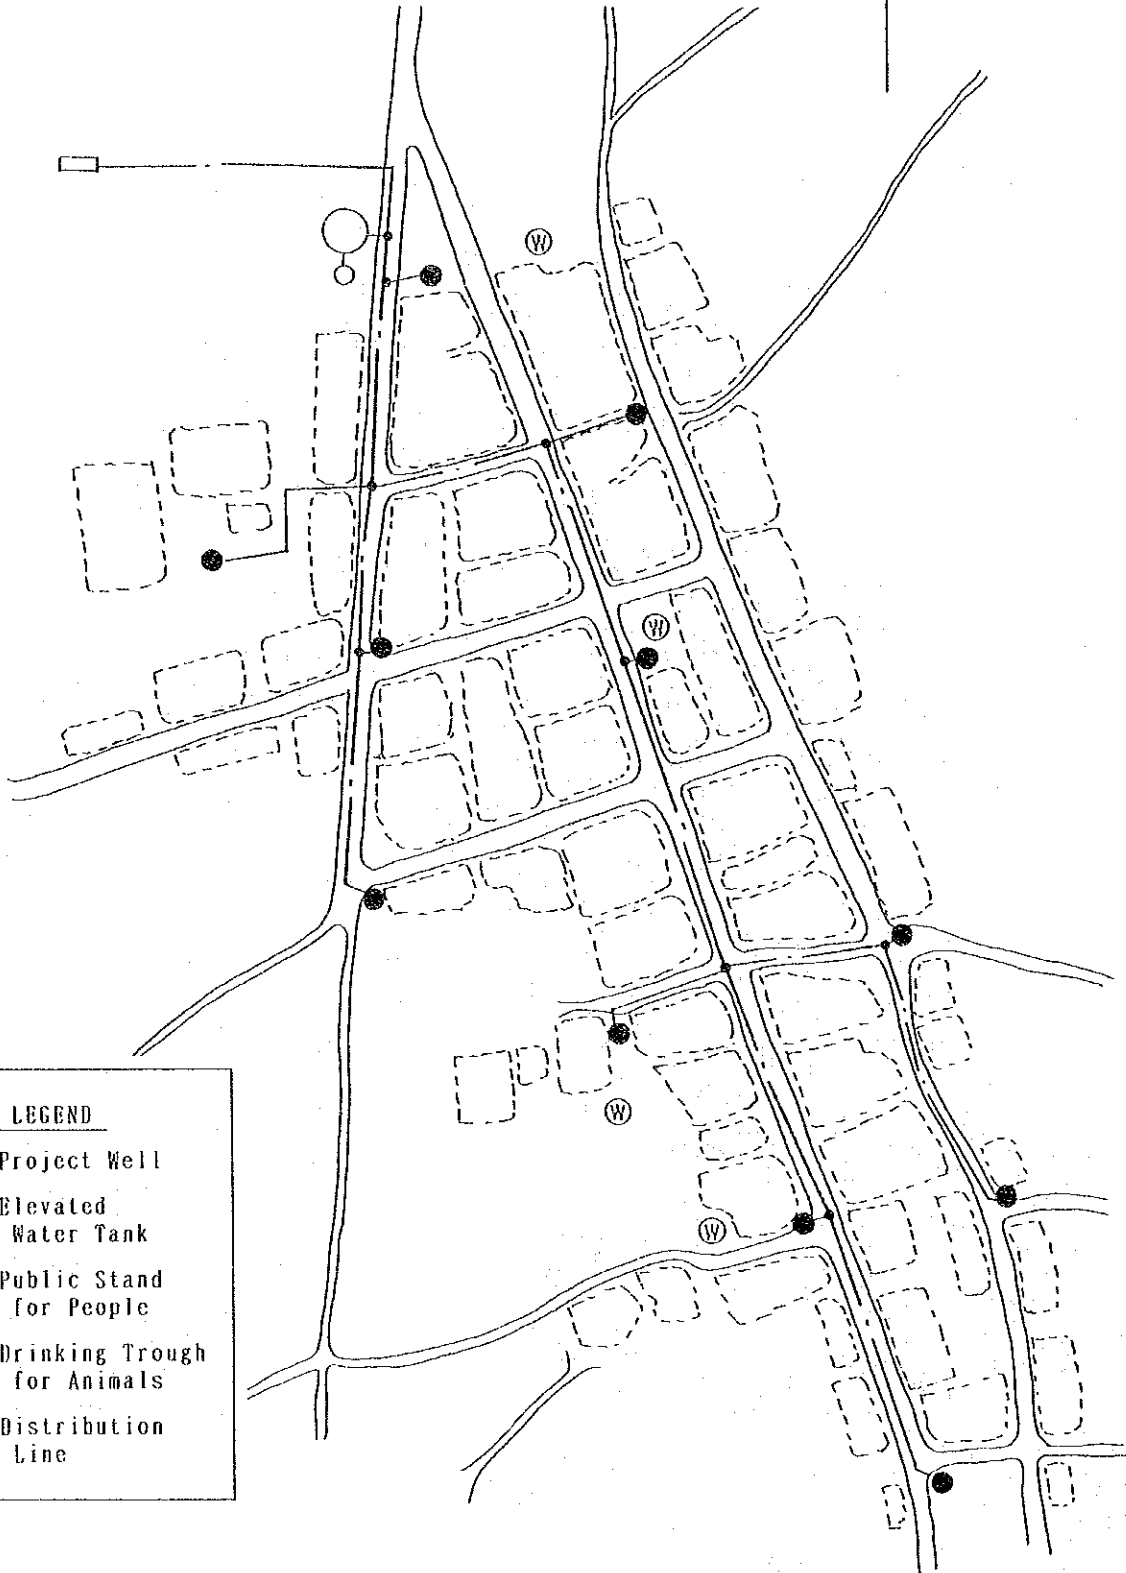 W
W
W
W
LEGEND
Project Well
Elevated
Water Tank
Public Stand
for People
Drinking Trough
for Animals
Distribution
Line